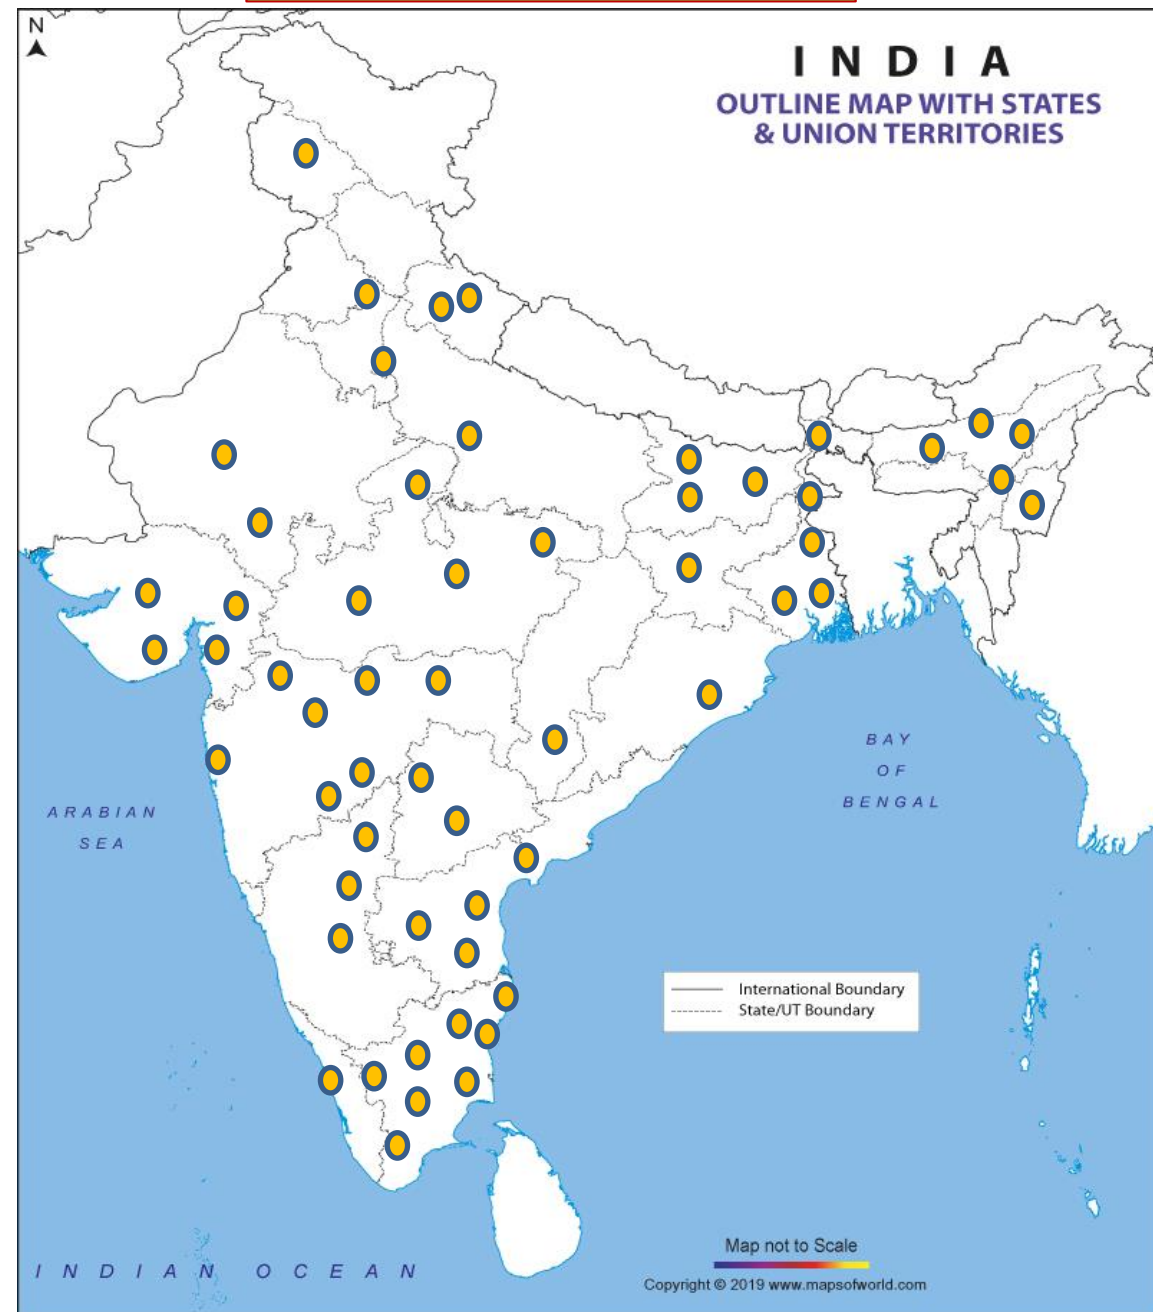 N
INDIA
OUTLINE MAP WITH STATES
& UNION TERRITORIES
BAY
OF
BENGAL
ARABIAN
SEA
International Boundary
State/UT Boundary
Map not to Scale
INDIAN OCEAN
Copyright © 2019 www.mapsofworld.com